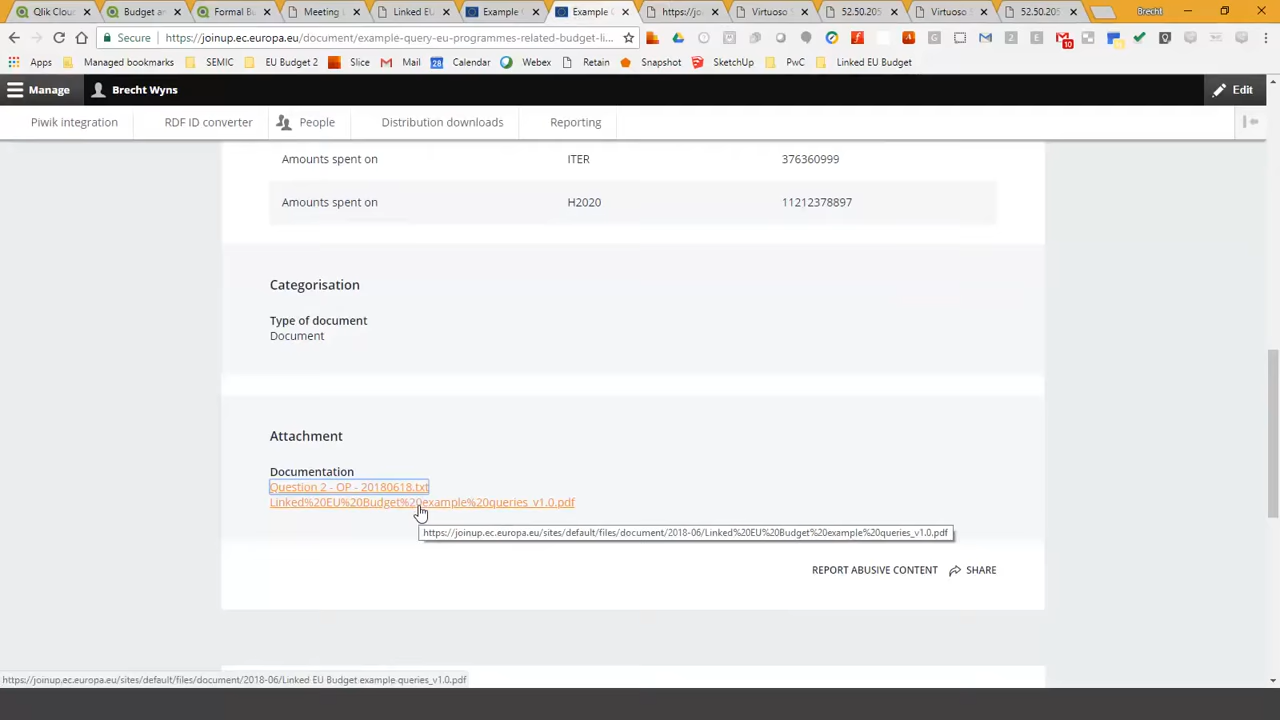 Qlik Clou
Budget a
Formal B
Meeting
Linked EU
Example
Example
https://jo
Virtuoso
52.50.205
Virtuoso
52.50.205
Brecht
Secure
https://joinup.ec.europa.eu/document/example-query-eu-programmes-related-budget-li...
Apps
Managed bookmarks
SEMIC
EU Budget 2
Slice
Mail
28
Calendar
Webex
Retain
Snapshot
SketchUp
PwC
Linked EU Budget
10
Manage
Brecht Wyns
Edit
Piwik integration
RDF ID converter
People
Distribution downloads
Reporting
Amounts spent on ITER 376360999
Amounts spent on H2020 11212378897
Categorisation
Type of document
Document
Attachment
Documentation
Question 2 - OP - 20180618.txt
Linked%20EU%20Budget%20example%20queries_v1.0.pdf
https://joinup.ec.europa.eu/sites/default/files/document/2018-06/Linked%20EU%20Budget%20example%20queries_v1.0.pdf
REPORT ABUSIVE CONTENT
SHARE
https://joinup.ec.europa.eu/sites/default/files/document/2018-06/Linked EU Budget example queries_v1.0.pdf